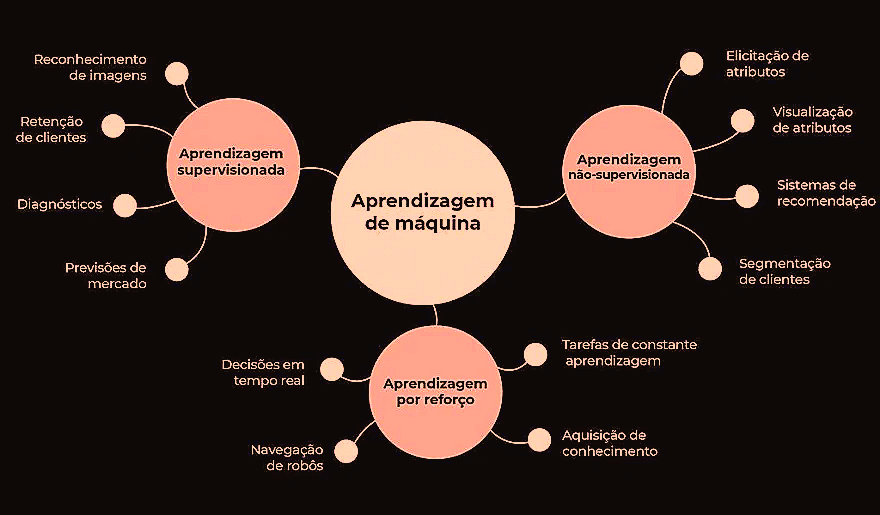 Reconhecimento
de imagens
Retenção
de clientes
Diagnósticos
Previsões de
mercado
Aprendizagem
supervisionada
Aprendizagem
de máquina
Aprendizagem
não-supervisionada
Elicitação de
atributos
Visualização
de atributos
Sistemas de
recomendação
Segmentação
de clientes
Decisões em
tempo real
Navegação
de robôs
Aprendizagem
por reforço
Tarefas de constante
aprendizagem
Aquisição de
conhecimento